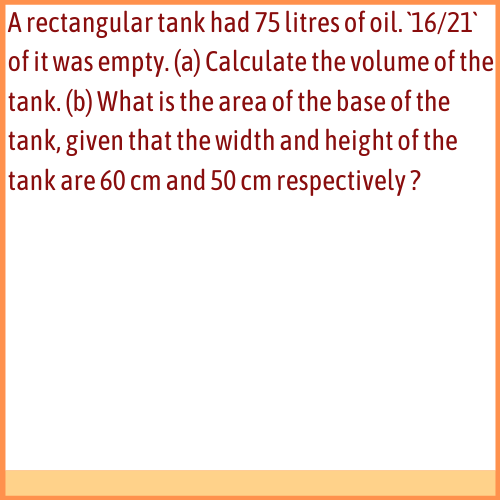 A rectangular tank had 75 litres of oil. `16/21`
of it was empty. (a) Calculate the volume of the
tank. (b) What is the area of the base of the
tank, given that the width and height of the
tank are 60 cm and 50 cm respectively ?